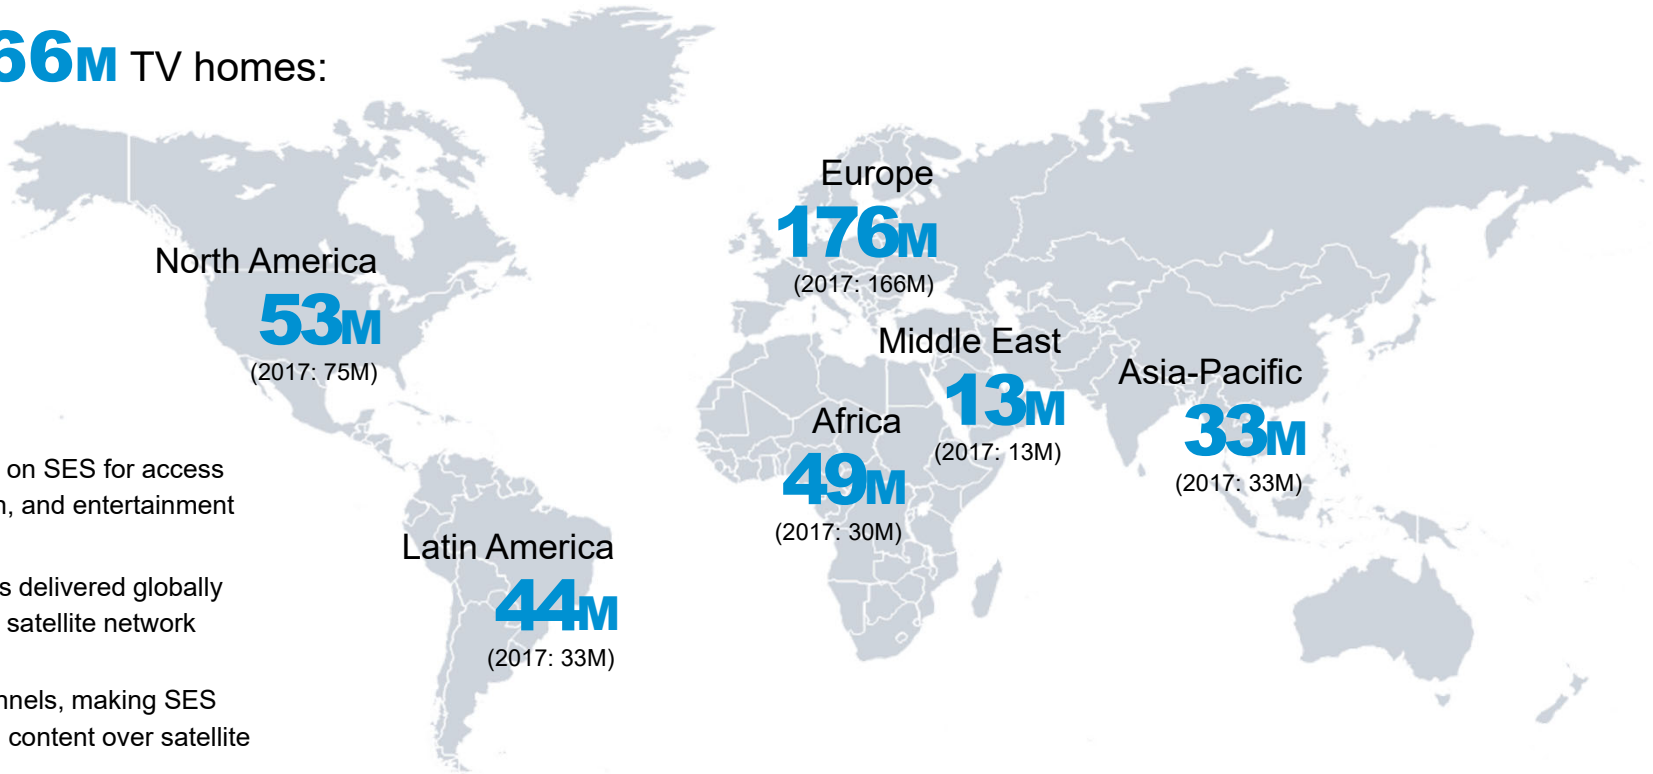 66M TV homes:
Europe
176M
(2017: 166M)
North America
53M
(2017: 75M)
Middle East
13M
(2017: 13M)
Asia-Pacific
33M
(2017: 33M)
Africa
49M
(2017: 30M)
on SES for access
, and entertainment
Latin America
44M
(2017: 33M)
s delivered globally
satellite network
nnels, making SES
content over satellite